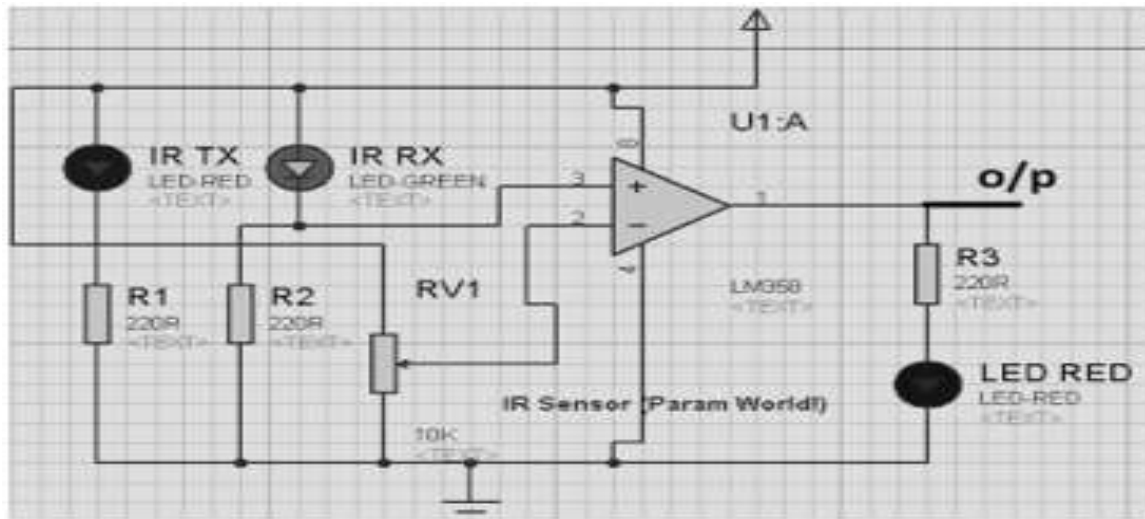 U1:A
8
IR TX
LED-RED
<TEXT>
IR RX
LED-GREEN
<TEXT>
3
2
1
4
o/p
R1
220R
<TEXT>
R2
220R
<TEXT>
RV1
10K
<TEXT>
LM358
<TEXT>
R3
220R
<TEXT>
IR Sensor (Param World!)
LED RED
LED-RED
<TEXT>